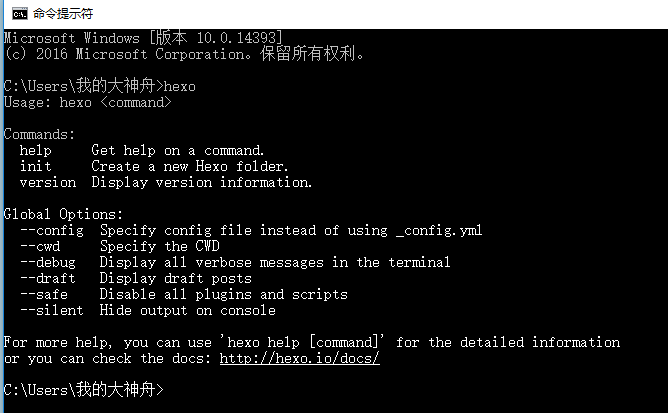 命令提示符
Microsoft Windows [版本 10.0.14393]
(c) 2016 Microsoft Corporation。保留所有权利。
C:\Users\我的大神舟>hexo
Usage: hexo <command>
Commands:
help     Get help on a command.
init     Create a new Hexo folder.
version  Display version information.
Global Options:
--config  Specify config file instead of using _config.yml
--cwd     Specify the CWD
--debug   Display all verbose messages in the terminal
--draft   Display draft posts
--safe    Disable all plugins and scripts
--silent  Hide output on console
For more help, you can use 'hexo help [command]' for the detailed information
or you can check the docs: http://hexo.io/docs/
C:\Users\我的大神舟>